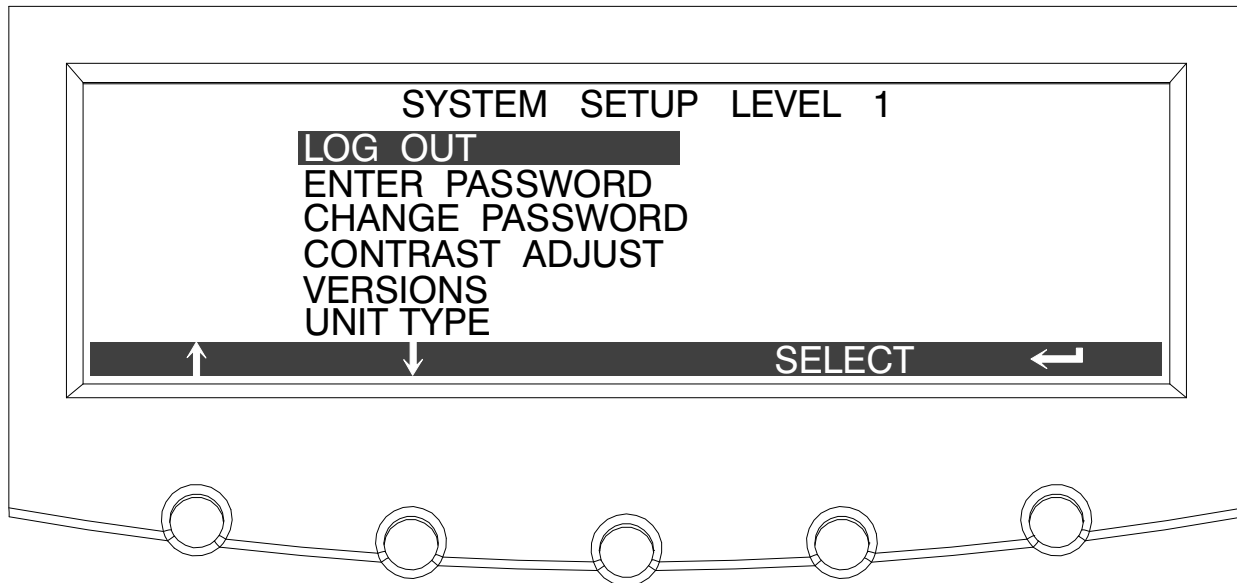 SYSTEM SETUP LEVEL 1
LOG OUT
ENTER PASSWORD
CHANGE PASSWORD
CONTRAST ADJUST
VERSIONS
UNIT TYPE
SELECT